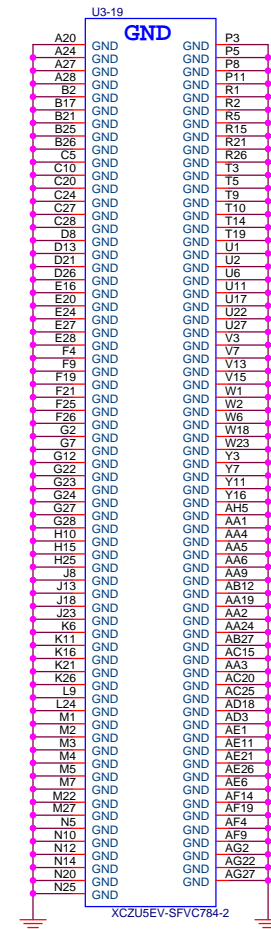 U3-19
GND
A20 GND GND P3
A24 GND GND P5
A27 GND GND P8
A28 GND GND P11
B2 GND GND R1
B17 GND GND R2
B21 GND GND R5
B25 GND GND R15
B26 GND GND R21
C5 GND GND R26
C10 GND GND T3
C20 GND GND T5
C24 GND GND T9
C27 GND GND T10
C28 GND GND T14
D8 GND GND T19
D13 GND GND U1
D21 GND GND U2
D26 GND GND U6
E16 GND GND U11
E20 GND GND U17
E24 GND GND U22
E27 GND GND U27
E28 GND GND V3
F4 GND GND V7
F9 GND GND V13
F19 GND GND V15
F21 GND GND W1
F25 GND GND W2
F26 GND GND W6
G2 GND GND W18
G7 GND GND W23
G12 GND GND Y3
G22 GND GND Y7
G23 GND GND Y11
G24 GND GND Y16
G27 GND GND AH5
G28 GND GND AA1
H10 GND GND AA4
H15 GND GND AA5
H25 GND GND AA6
J8 GND GND AA9
J13 GND GND AB12
J18 GND GND AA19
J23 GND GND AA2
K6 GND GND AA24
K11 GND GND AB27
K16 GND GND AC15
K21 GND GND AA3
K26 GND GND AC20
L9 GND GND AC25
L24 GND GND AD18
M1 GND GND AD3
M2 GND GND AE1
M3 GND GND AE11
M4 GND GND AE21
M5 GND GND AE26
M7 GND GND AE6
M22 GND GND AF14
M27 GND GND AF19
N5 GND GND AF4
N10 GND GND AF9
N12 GND GND AG2
N14 GND GND AG22
N20 GND GND AG27
N25 GND
XCZU5EV-SFVC784-2